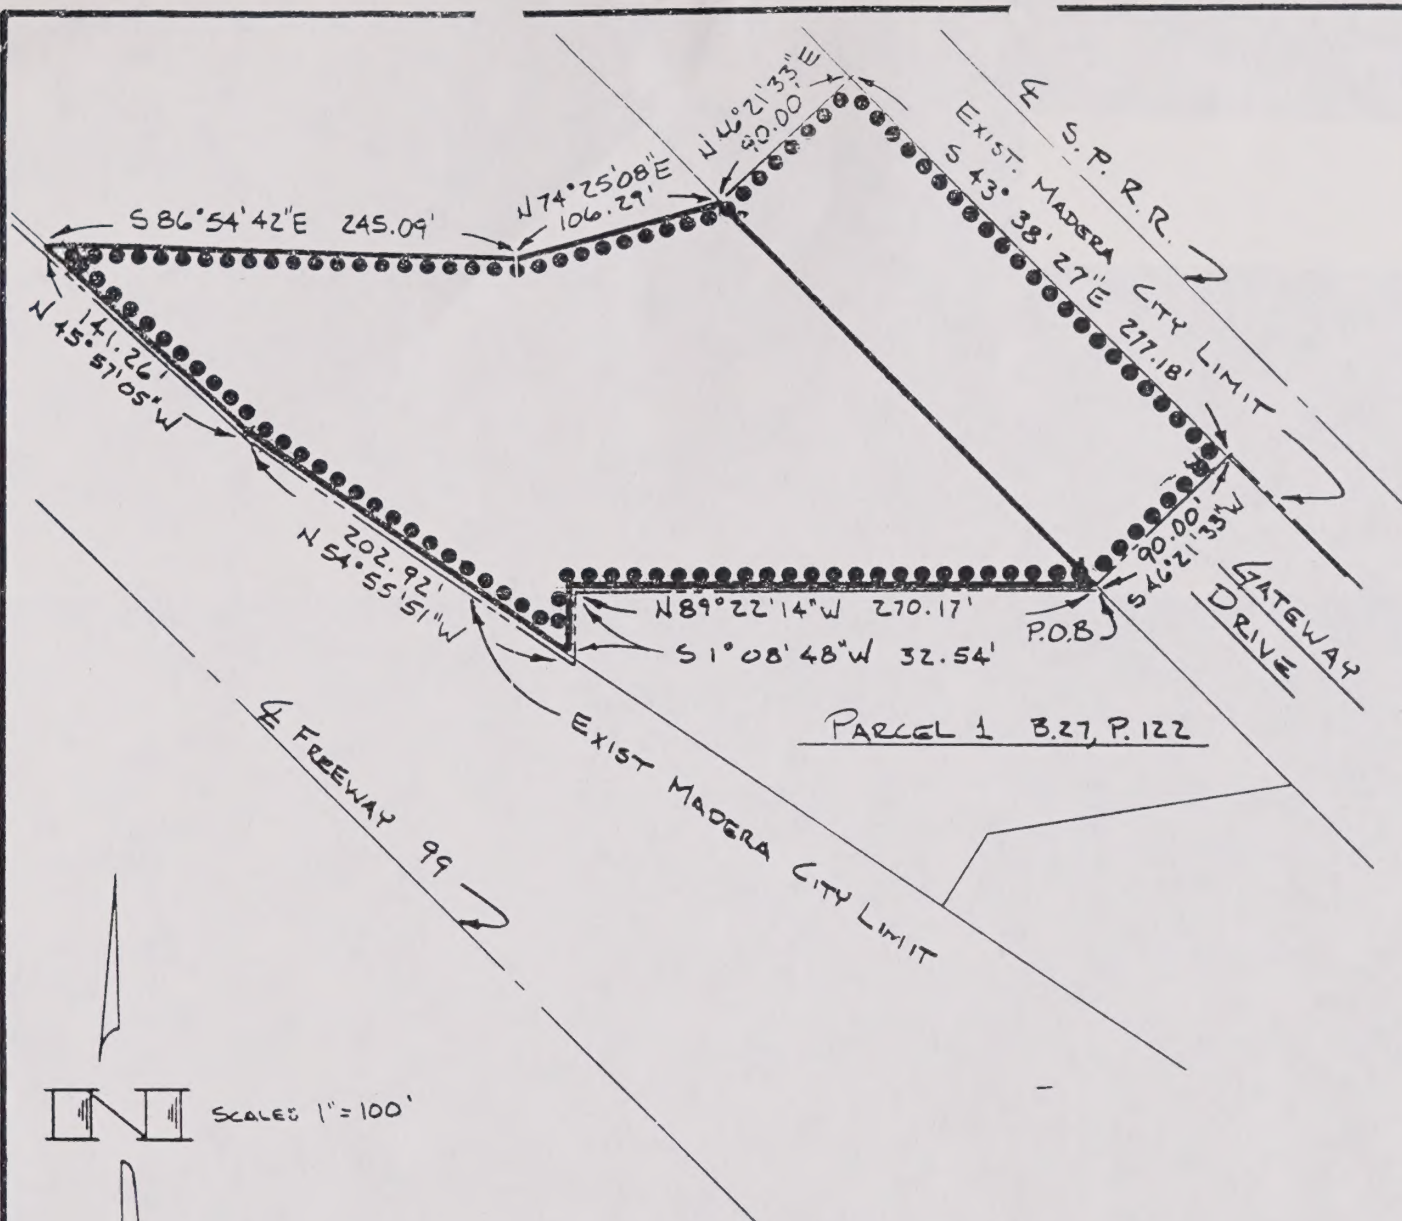 ℄ S. P. R. R.
EXIST. MADERA CITY LIMIT
S 43° 38' 27"E 277.18'
N 46°21'33"E
90.00'
N 74°25'08"E
106.29'
S 86°54'42"E 245.09'
141.26'
N 45°57'05"W
202.92'
N 54°55'51"W
N 89°22'14"W 270.17'
S 1°08'48"W 32.54'
P.O.B
90.00'
S 46°21'33"W
GATEWAY
DRIVE
PARCEL 1 B.27, P.122
EXIST MADERA CITY LIMIT
℄ FREEWAY 99
N
SCALE: 1"=100'